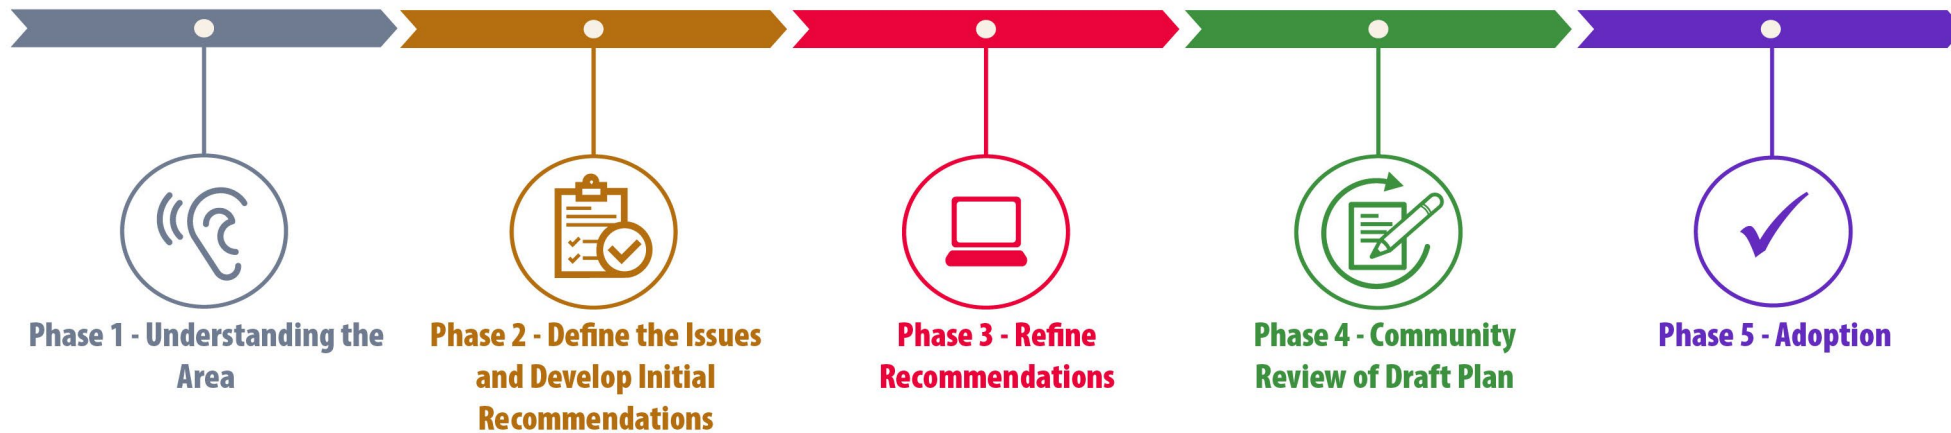 Phase 1 - Understanding the
Area
Phase 2 - Define the Issues
and Develop Initial
Recommendations
Phase 3 - Refine
Recommendations
Phase 4 - Community
Review of Draft Plan
Phase 5 - Adoption